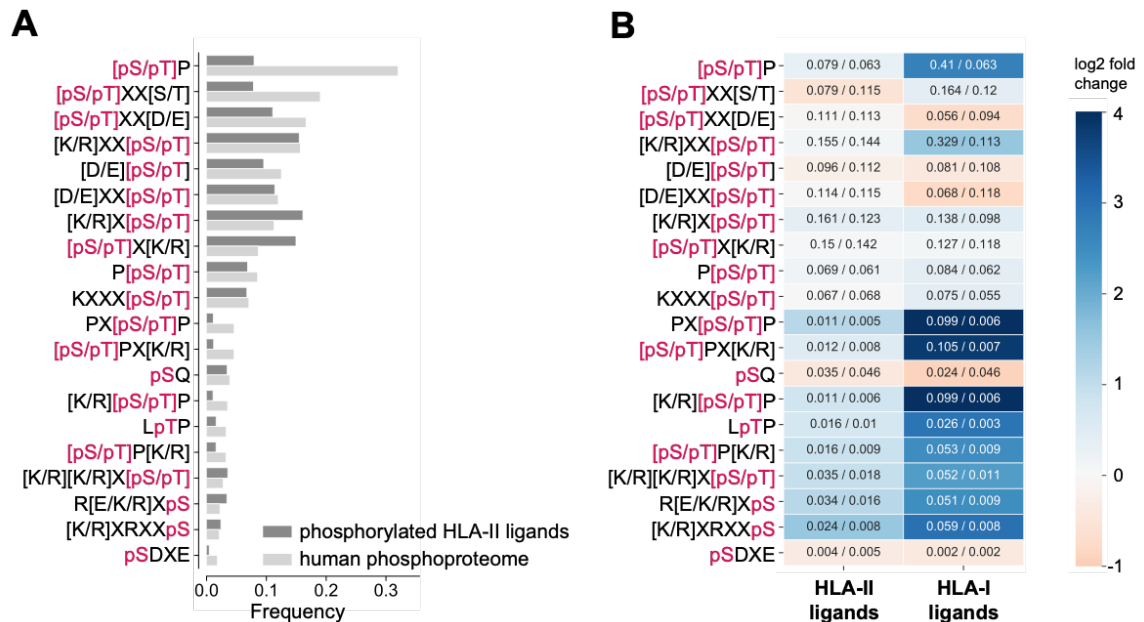 A
[pS/pT]P
[pS/pT]XX[S/T]
[pS/pT]XX[D/E]
[K/R]XX[pS/pT]
[D/E][pS/pT]
[D/E]XX[pS/pT]
[K/R]X[pS/pT]
[pS/pT]X[K/R]
P[pS/pT]
KXXX[pS/pT]
PX[pS/pT]P
[pS/pT]PX[K/R]
pSQ
[K/R][pS/pT]P
LpTP
[pS/pT]P[K/R]
[K/R][K/R]X[pS/pT]
R[E/K/R]XpS
[K/R]XRXXpS
pSDXE
phosphorylated HLA-II ligands
human phosphoproteome
0.0 0.1 0.2 0.3
Frequency
B
[pS/pT]P 0.079 / 0.063 0.41 / 0.063
[pS/pT]XX[S/T] 0.079 / 0.115 0.164 / 0.12
[pS/pT]XX[D/E] 0.111 / 0.113 0.056 / 0.094
[K/R]XX[pS/pT] 0.155 / 0.144 0.329 / 0.113
[D/E][pS/pT] 0.096 / 0.112 0.081 / 0.108
[D/E]XX[pS/pT] 0.114 / 0.115 0.068 / 0.118
[K/R]X[pS/pT] 0.161 / 0.123 0.138 / 0.098
[pS/pT]X[K/R] 0.15 / 0.142 0.127 / 0.118
P[pS/pT] 0.069 / 0.061 0.084 / 0.062
KXXX[pS/pT] 0.067 / 0.068 0.075 / 0.055
PX[pS/pT]P 0.011 / 0.005 0.099 / 0.006
[pS/pT]PX[K/R] 0.012 / 0.008 0.105 / 0.007
pSQ 0.035 / 0.046 0.024 / 0.046
[K/R][pS/pT]P 0.011 / 0.006 0.099 / 0.006
LpTP 0.016 / 0.01 0.026 / 0.003
[pS/pT]P[K/R] 0.016 / 0.009 0.053 / 0.009
[K/R][K/R]X[pS/pT] 0.035 / 0.018 0.052 / 0.011
R[E/K/R]XpS 0.034 / 0.016 0.051 / 0.009
[K/R]XRXXpS 0.024 / 0.008 0.059 / 0.008
pSDXE 0.004 / 0.005 0.002 / 0.002
HLA-II
ligands
HLA-I
ligands
log2 fold
change
4
3
2
1
0
-1